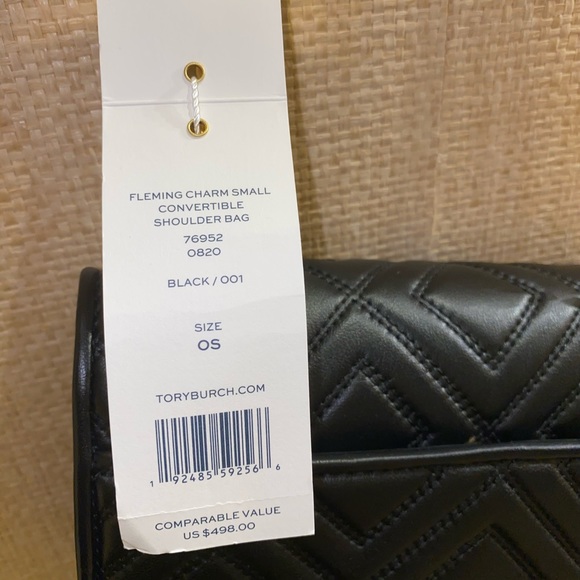 FLEMING CHARM SMALL
CONVERTIBLE
SHOULDER BAG
76952
0820
BLACK / 001
SIZE
OS
TORYBURCH.COM
1 92485 59256 6
COMPARABLE VALUE
US $498.00